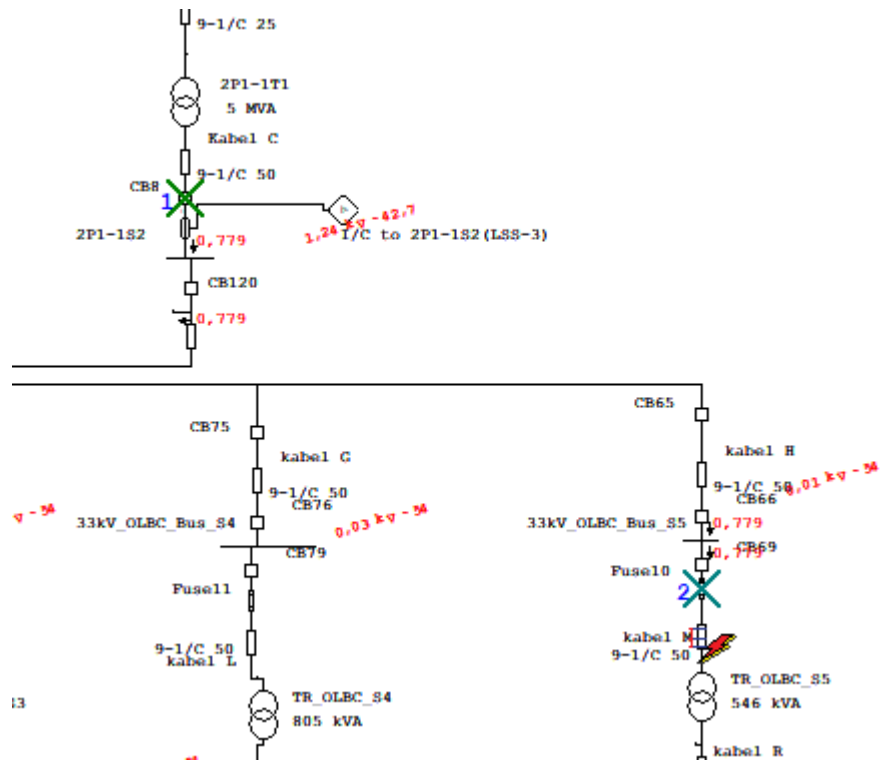 9-1/C 25
2P1-1T1
5 MVA
Kabel C
9-1/C 50
CB8
1
1,24 kv -42,7
2P1-1S2
0,779
I/C to 2P1-1S2(LSS-3)
CB120
0,779
CB65
CB75
kabel G
kabel H
9-1/C 50
9-1/C 50
CB76
CB66
0,01 kv -54
v -54
33kV_OLBC_Bus_S4
0,03 kv -54
33kV_OLBC_Bus_S5
0,779
CB79
0,779
CB69
Fuse10
Fuse11
2
9-1/C 50
kabel L
kabel M
9-1/C 50
TR_OLBC_S4
805 kVA
TR_OLBC_S5
546 kVA
kabel R